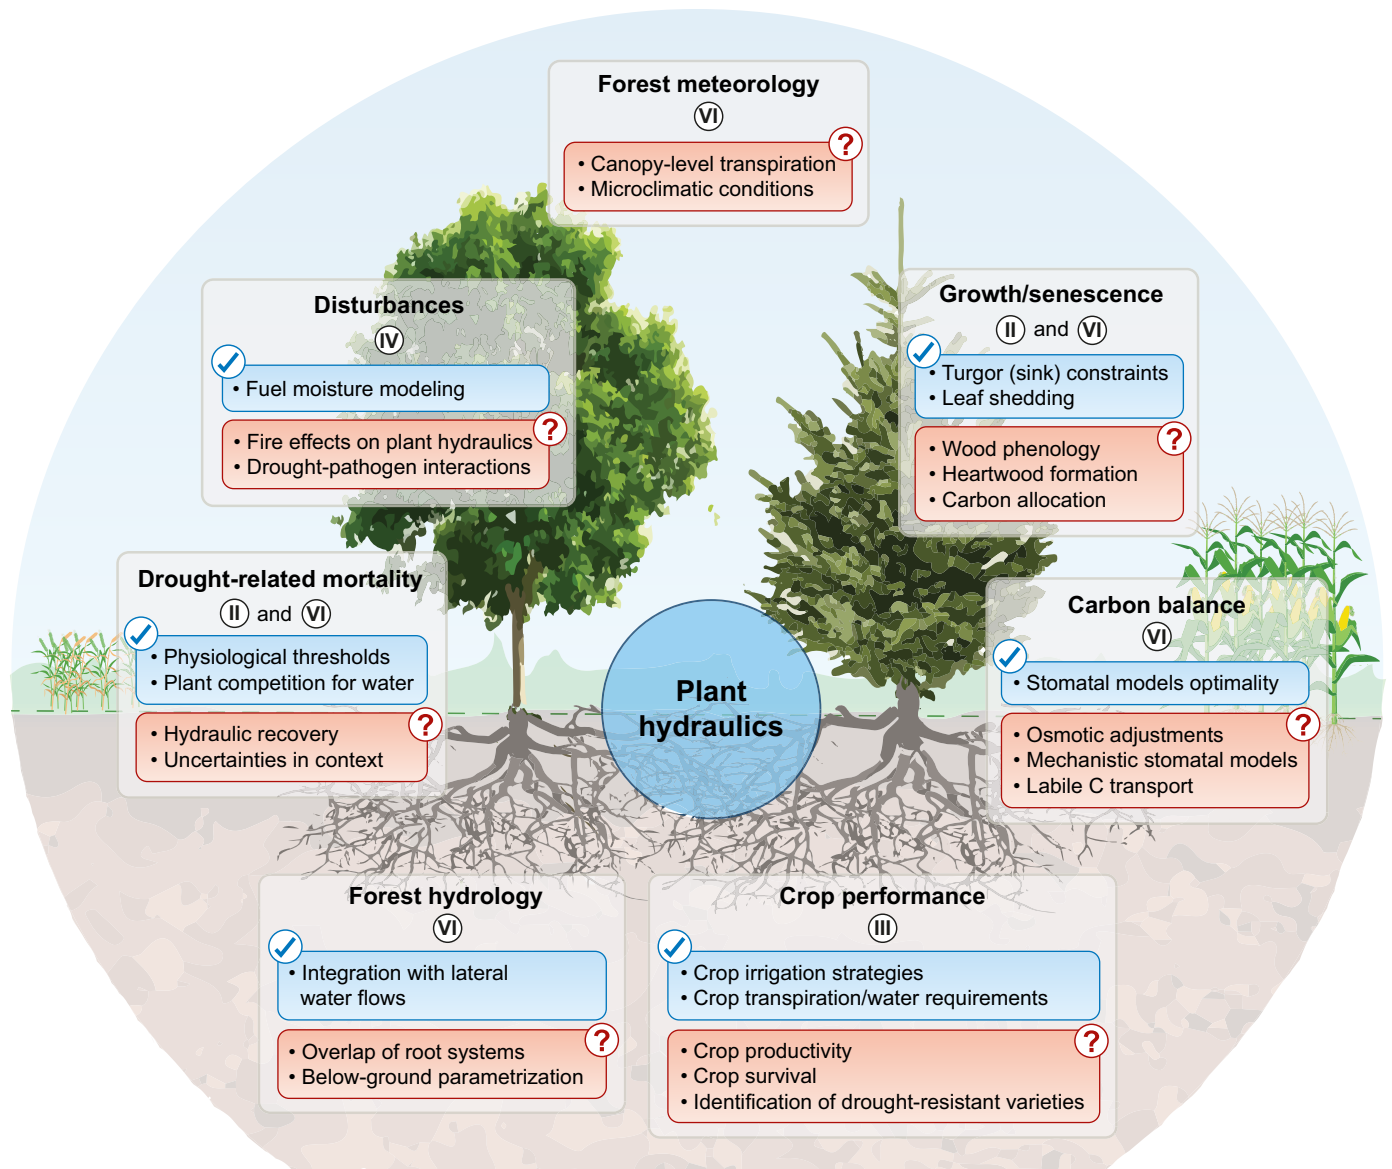 Forest meteorology
VI
?
• Canopy-level transpiration
• Microclimatic conditions
Disturbances
IV
• Fuel moisture modeling
?
• Fire effects on plant hydraulics
• Drought-pathogen interactions
Growth/senescence
II and VI
• Turgor (sink) constraints
• Leaf shedding
?
• Wood phenology
• Heartwood formation
• Carbon allocation
Drought-related mortality
II and VI
• Physiological thresholds
• Plant competition for water
?
• Hydraulic recovery
• Uncertainties in context
Plant
hydraulics
Carbon balance
VI
• Stomatal models optimality
?
• Osmotic adjustments
• Mechanistic stomatal models
• Labile C transport
Forest hydrology
VI
• Integration with lateral
water flows
?
• Overlap of root systems
• Below-ground parametrization
Crop performance
III
• Crop irrigation strategies
• Crop transpiration/water requirements
?
• Crop productivity
• Crop survival
• Identification of drought-resistant varieties